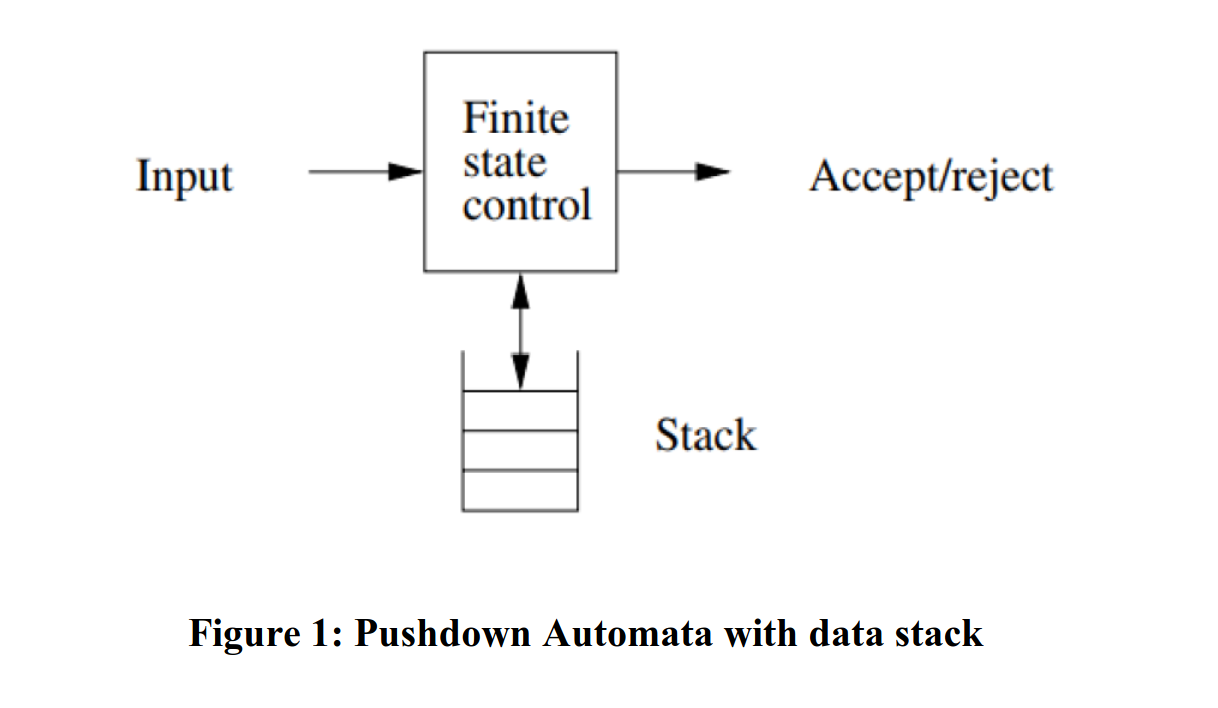 Finite
state
control
Input
Accept/reject
Stack
Figure 1: Pushdown Automata with data stack